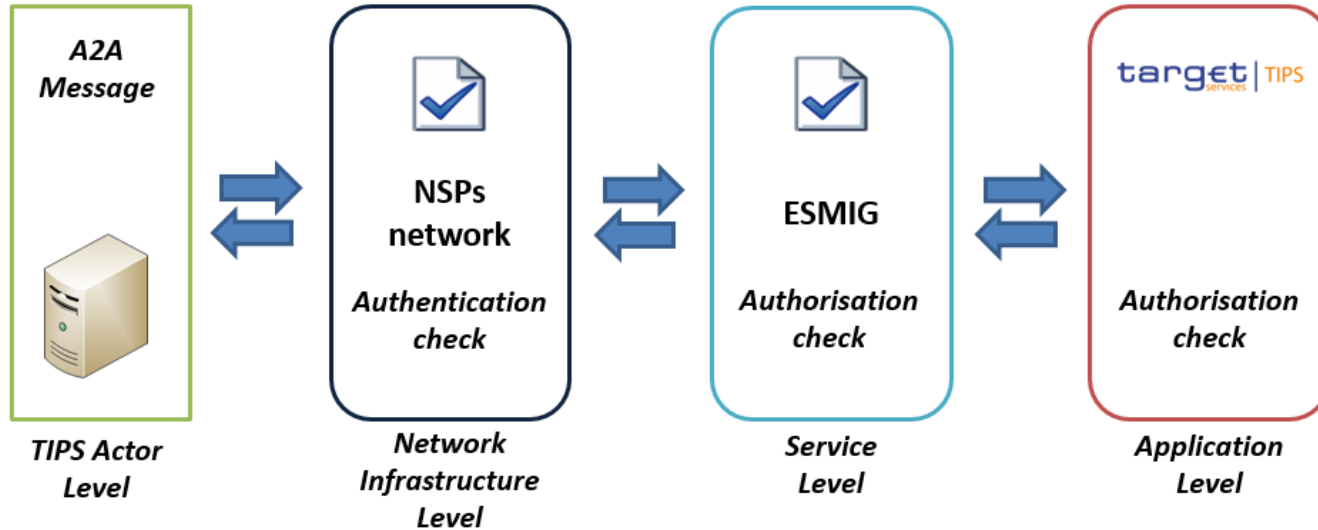 A2A
Message
TIPS Actor
Level
NSPs
network
Authentication
check
Network
Infrastructure
Level
ESMIG
Authorisation
check
Service
Level
target | TIPS
services
Authorisation
check
Application
Level